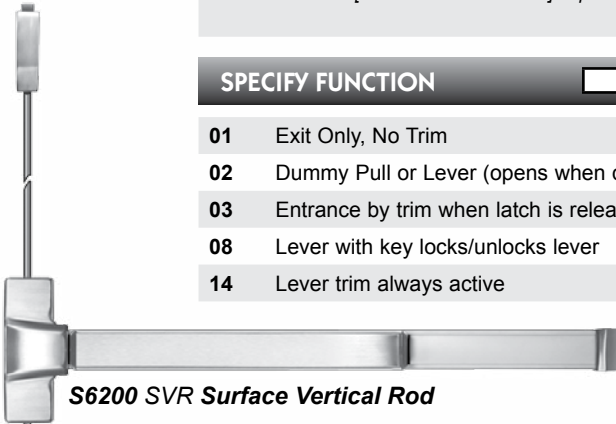 SPECIFY FUNCTION
01 Exit Only, No Trim
02 Dummy Pull or Lever (opens when
03 Entrance by trim when latch is
08 Lever with key locks/unlocks lever
14 Lever trim always active
S6200 SVR Surface Vertical Rod